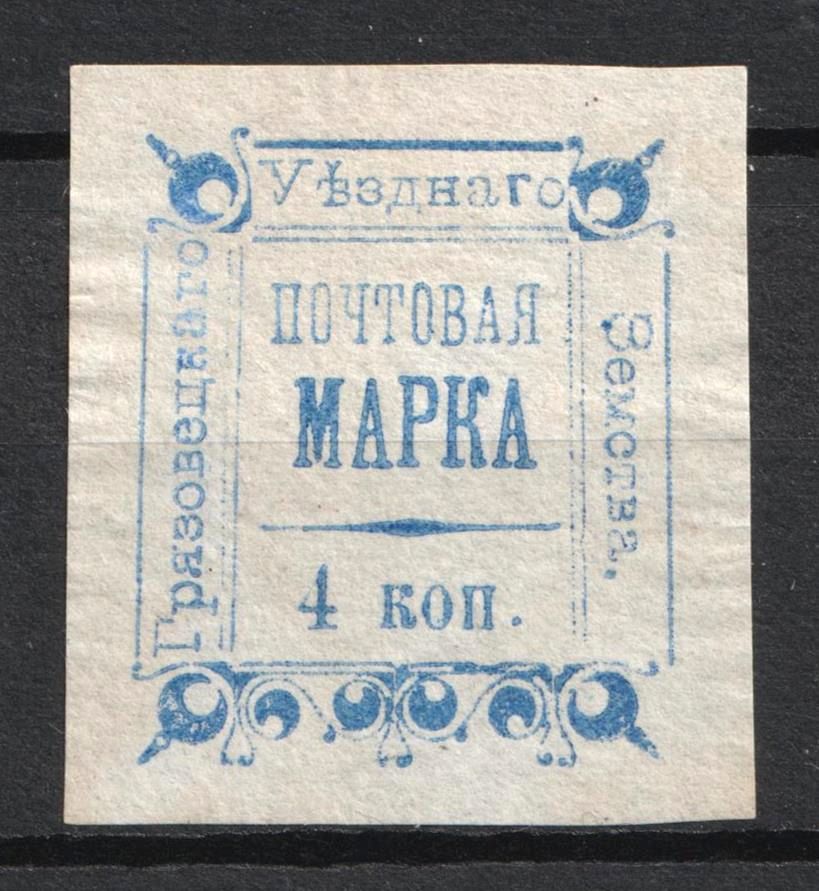 Грязовецкаго
Уѣзднаго
Земства.
ПОЧТОВАЯ
МАРКА
4 коп.